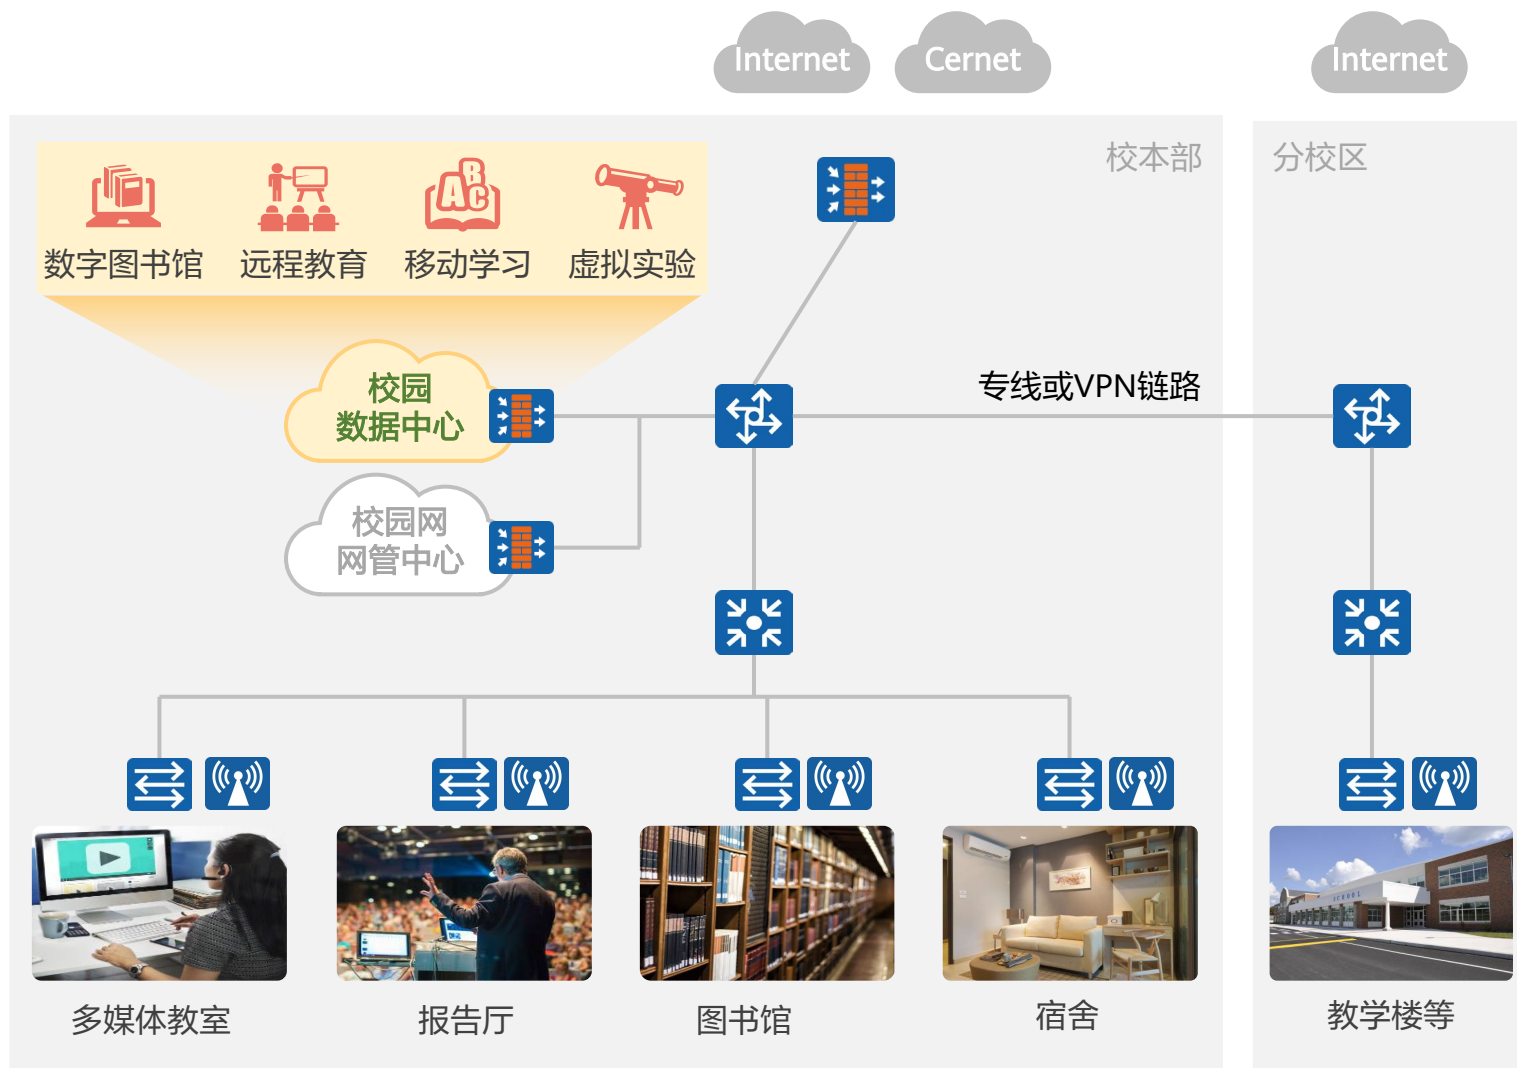 Internet
Cernet
Internet
校本部
分校区
数字图书馆
远程教育
移动学习
虚拟实验
校园
数据中心
专线或VPN链路
校园网
网管中心
多媒体教室
报告厅
图书馆
宿舍
教学楼等
SCHOOL